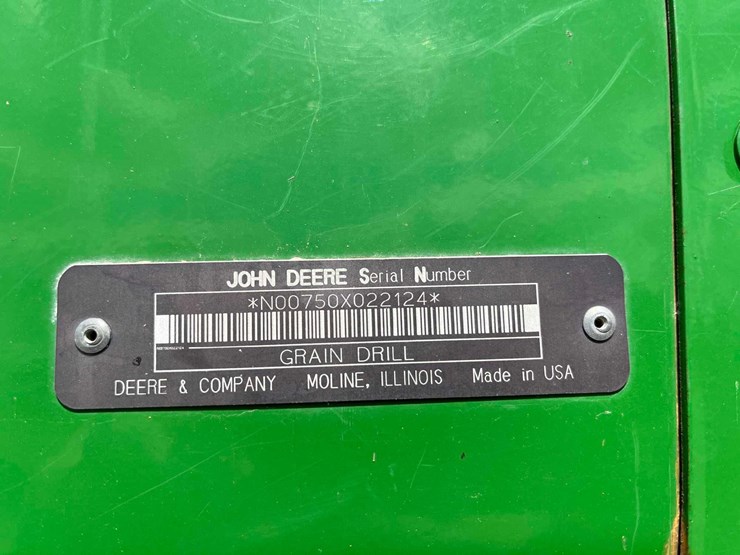 JOHN DEERE Serial Number
*N00750X022124*
GRAIN DRILL
DEERE & COMPANY MOLINE, ILLINOIS Made in USA